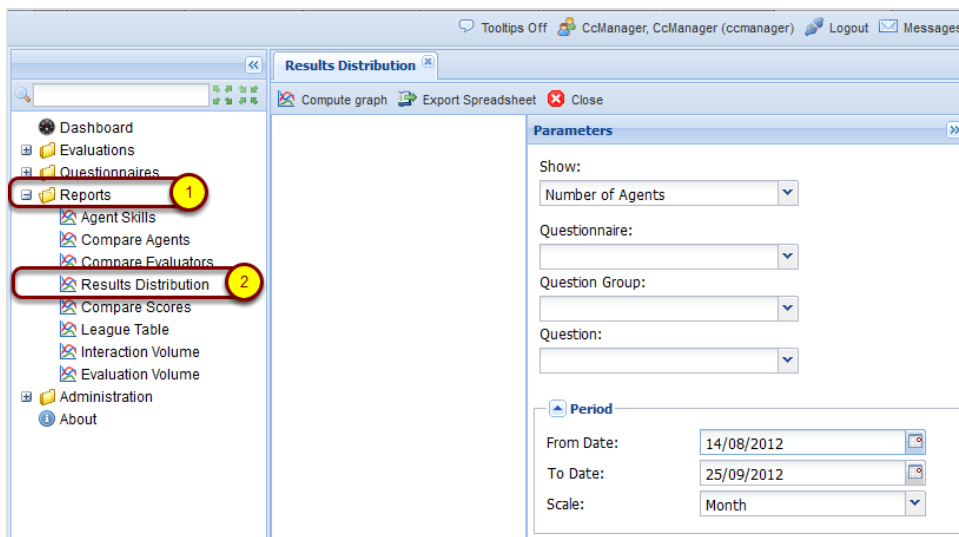 Tooltips Off CcManager, CcManager (ccmanager) Logout Messages
Results Distribution
Compute graph Export Spreadsheet Close
Dashboard
Evaluations
Questionnaires
Reports 1
Agent Skills
Compare Agents
Compare Evaluators
Results Distribution 2
Compare Scores
League Table
Interaction Volume
Evaluation Volume
Administration
About
Parameters
Show:
Number of Agents
Questionnaire:
Question Group:
Question:
Period
From Date: 14/08/2012
To Date: 25/09/2012
Scale: Month